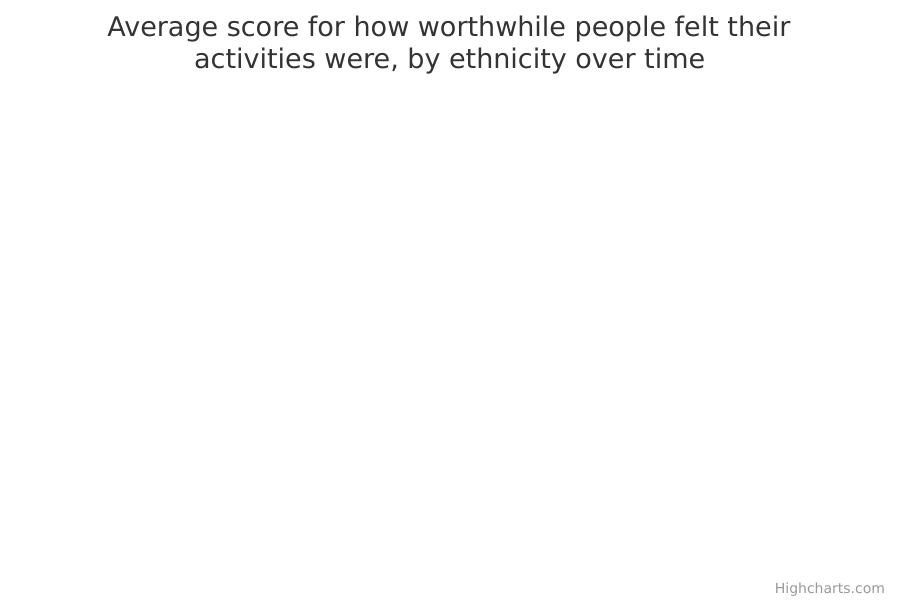 Average score for how worthwhile people felt their
activities were, by ethnicity over time
Highcharts.com